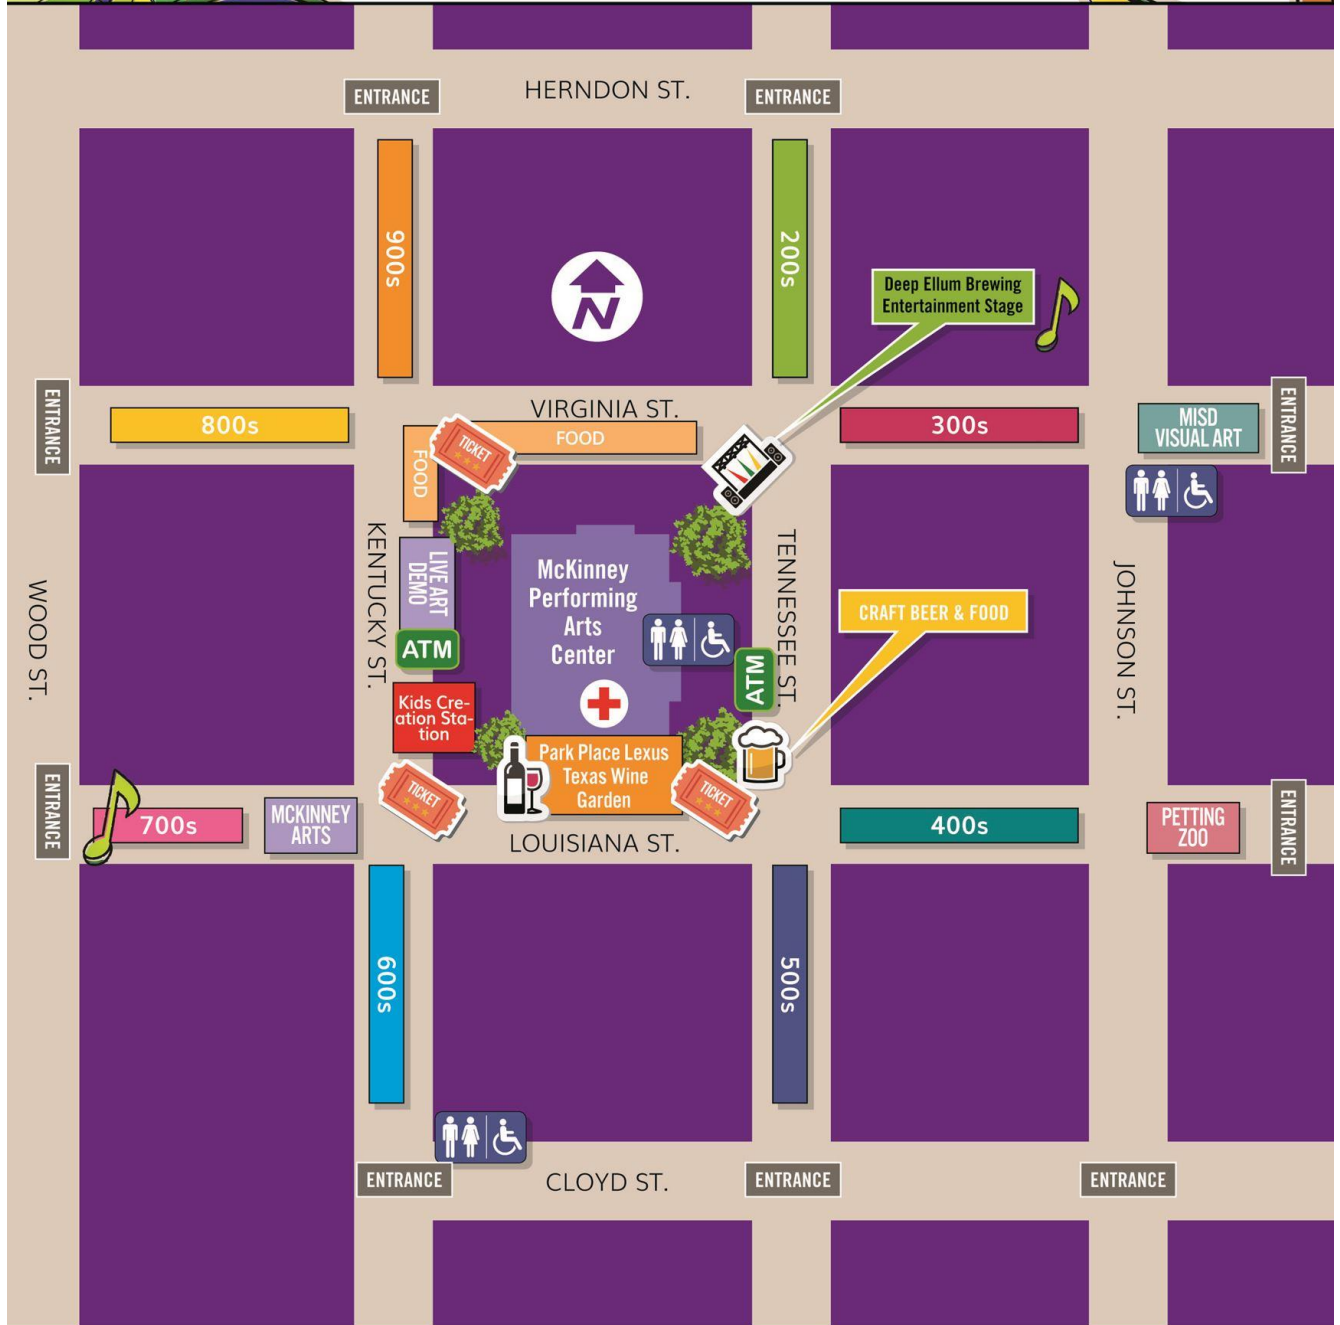 HERNDON ST.
ENTRANCE
ENTRANCE
900s
200s
N
Deep Ellum Brewing
Entertainment Stage
ENTRANCE
800s
VIRGINIA ST.
FOOD
TICKET
FOOD
300s
MISD
VISUAL ART
ENTRANCE
KENTUCKY ST.
LIVE ART
DEMO
ATM
McKinney
Performing
Arts
Center
TENNESSEE ST.
ATM
CRAFT BEER & FOOD
JOHNSON ST.
WOOD ST.
Kids Cre-
ation Sta-
tion
Park Place Lexus
Texas Wine
Garden
TICKET
TICKET
ENTRANCE
700s
MCKINNEY
ARTS
LOUISIANA ST.
400s
PETTING
ZOO
ENTRANCE
600s
500s
ENTRANCE
CLOYD ST.
ENTRANCE
ENTRANCE